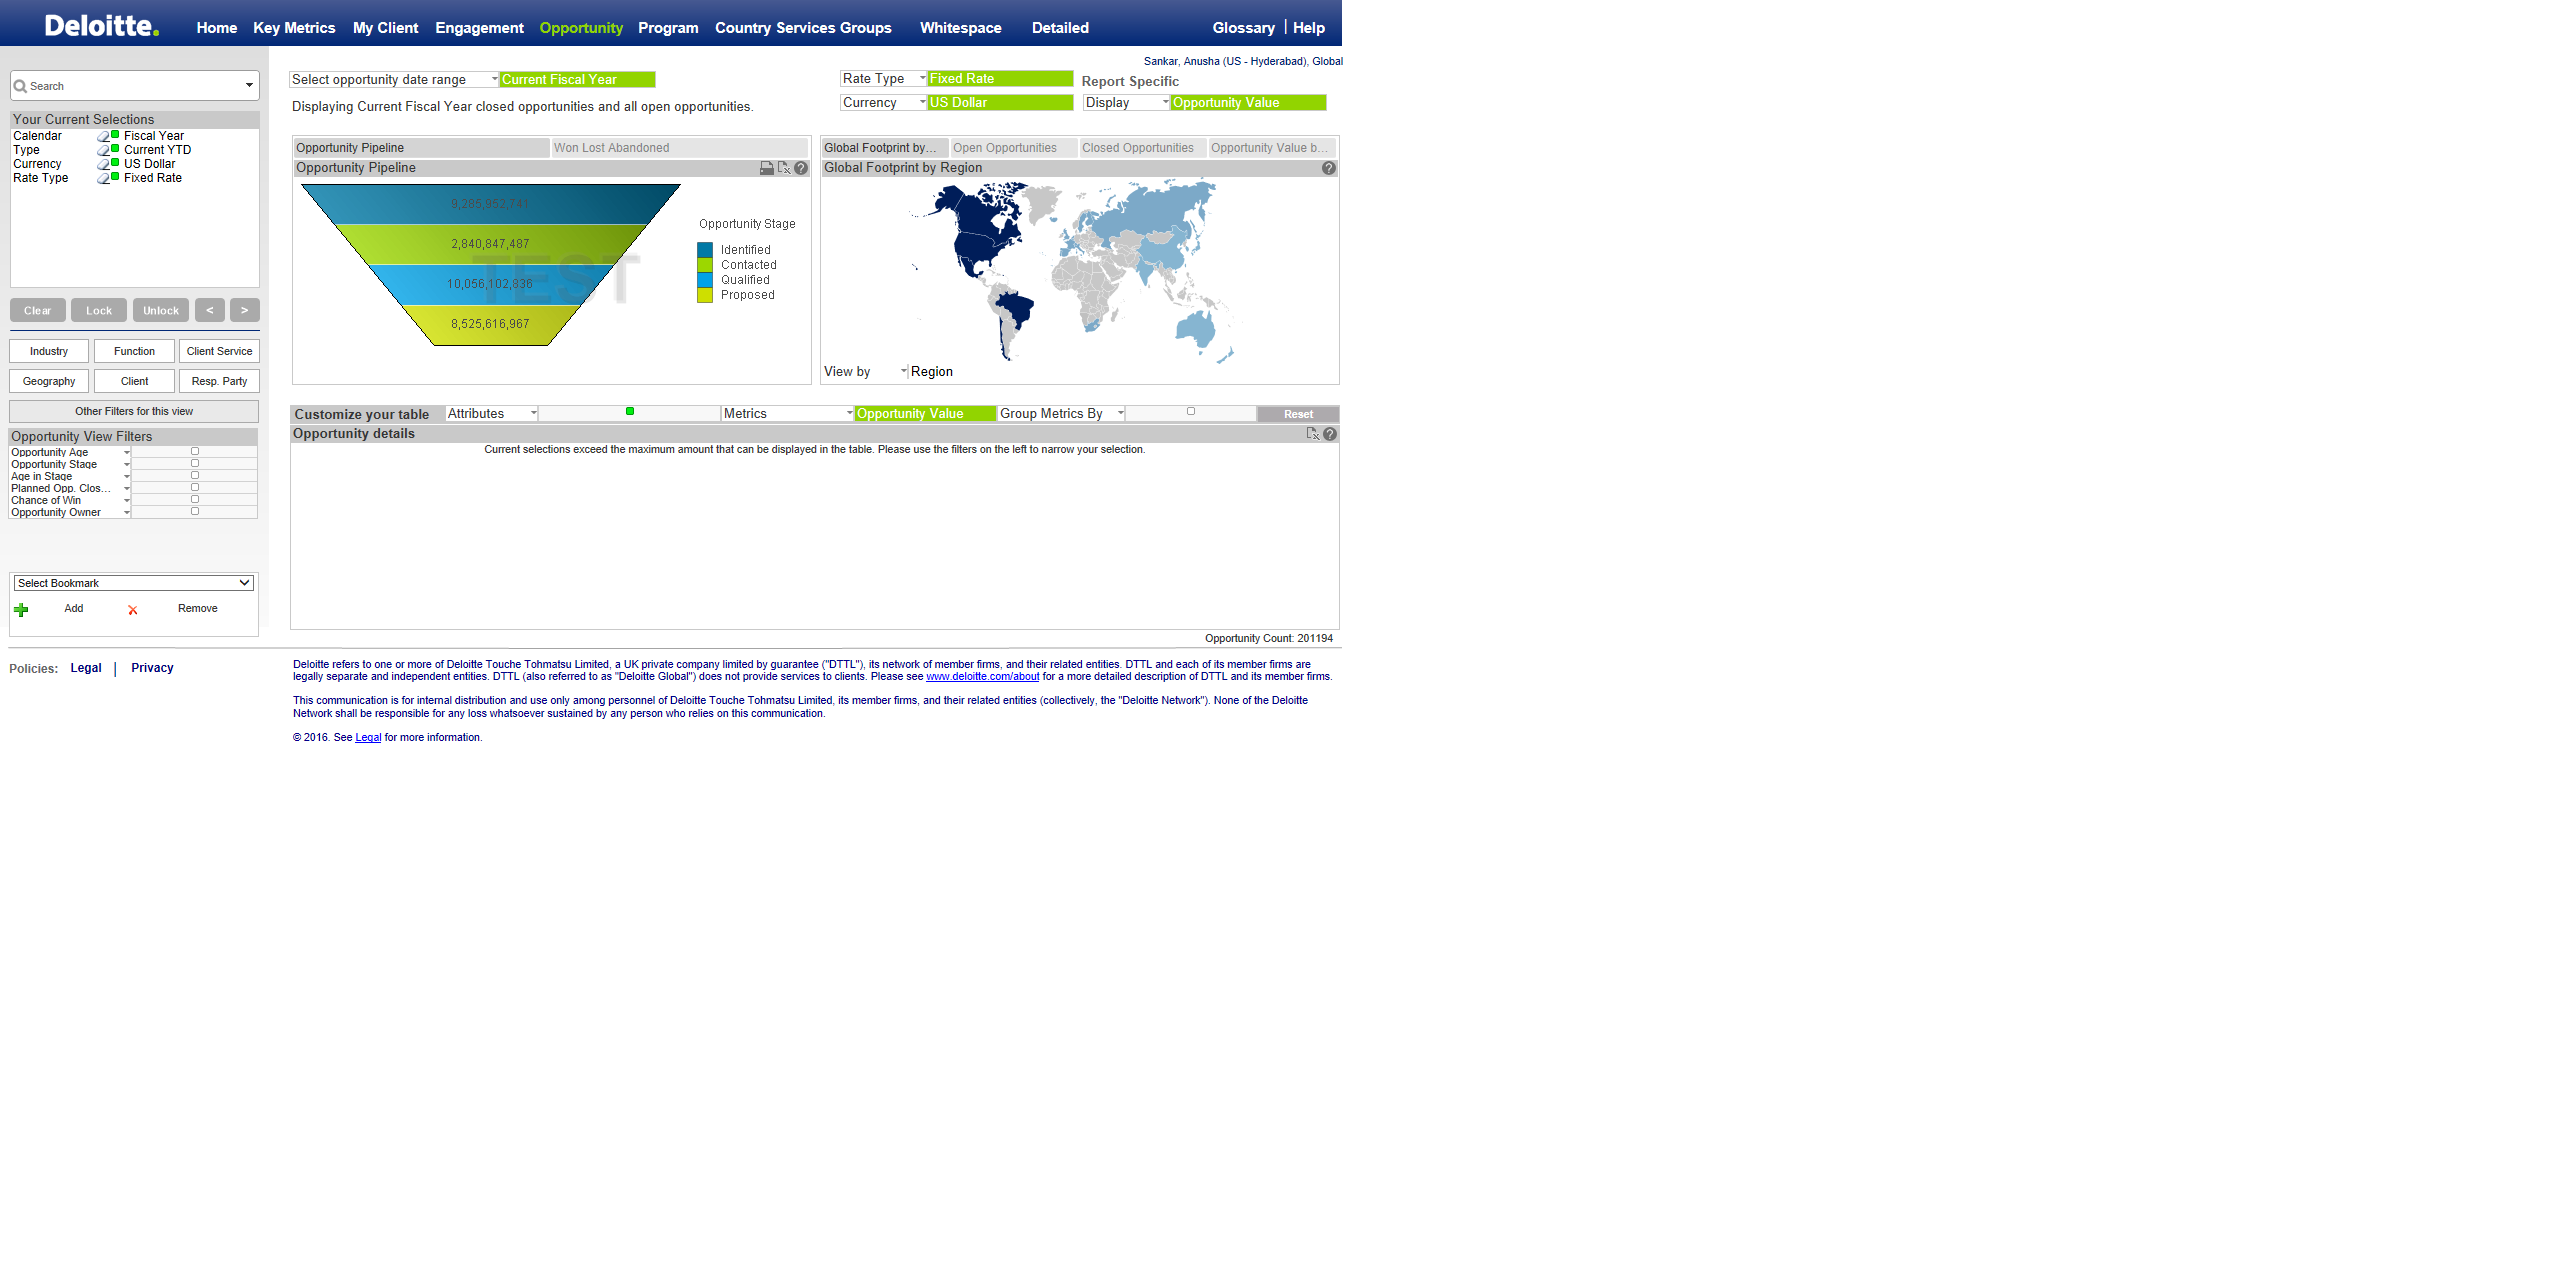 Deloitte.
Home Key Metrics My Client Engagement Opportunity Program Country Services Groups Whitespace Detailed Glossary | Help
Sankar, Anusha (US - Hyderabad), Global
Search
Your Current Selections
Calendar Fiscal Year
Type Current YTD
Currency US Dollar
Rate Type Fixed Rate
Clear Lock Unlock < >
Industry Function Client Service
Geography Client Resp. Party
Other Filters for this view
Opportunity View Filters
Opportunity Age
Opportunity Stage
Age in Stage
Planned Opp. Clos...
Chance of Win
Opportunity Owner
Select Bookmark
Add Remove
Select opportunity date range Current Fiscal Year
Displaying Current Fiscal Year closed opportunities and all open opportunities.
Rate Type Fixed Rate Report Specific
Currency US Dollar Display Opportunity Value
Opportunity Pipeline Won Lost Abandoned
Opportunity Pipeline
2,840,847,487
10,056,102,836
8,525,616,967
TEST
Opportunity Stage
Identified
Contacted
Qualified
Proposed
Global Footprint by... Open Opportunities Closed Opportunities Opportunity Value b...
Global Footprint by Region
View by Region
Customize your table Attributes Metrics Opportunity Value Group Metrics By Reset
Opportunity details
Current selections exceed the maximum amount that can be displayed in the table. Please use the filters on the left to narrow your selection.
Opportunity Count: 201194
Policies: Legal | Privacy
Deloitte refers to one or more of Deloitte Touche Tohmatsu Limited, a UK private company limited by guarantee ("DTTL"), its network of member firms, and their related entities. DTTL and each of its member firms are
legally separate and independent entities. DTTL (also referred to as "Deloitte Global") does not provide services to clients. Please see www.deloitte.com/about for a more detailed description of DTTL and its member firms.
This communication is for internal distribution and use only among personnel of Deloitte Touche Tohmatsu Limited, its member firms, and their related entities (collectively, the "Deloitte Network"). None of the Deloitte
Network shall be responsible for any loss whatsoever sustained by any person who relies on this communication.
© 2016. See Legal for more information.